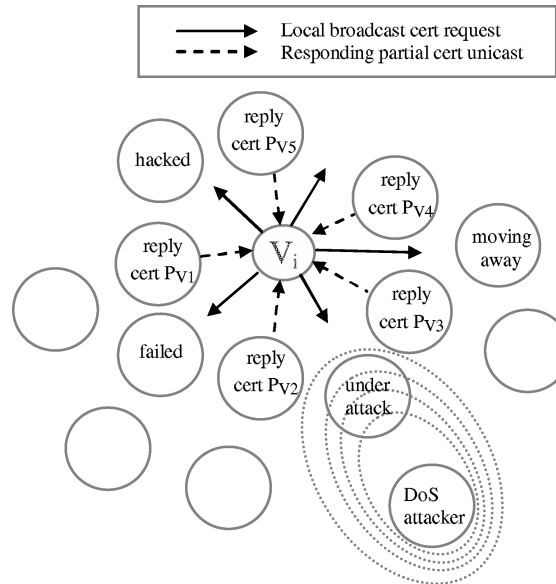 Local broadcast cert request
Responding partial cert unicast
reply
cert PV5
hacked
reply
cert PV4
reply
cert PV1
Vi
moving
away
reply
cert PV3
failed
reply
cert PV2
under
attack
DoS
attacker